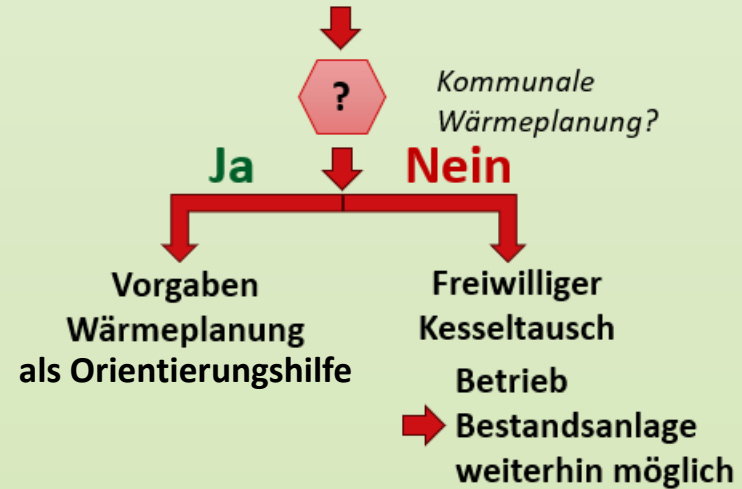 ?
Kommunale
Wärmeplanung?
Ja
Nein
Vorgaben
Wärmeplanung
als Orientierungshilfe
Freiwilliger
Kesseltausch
Betrieb
Bestandsanlage
weiterhin möglich